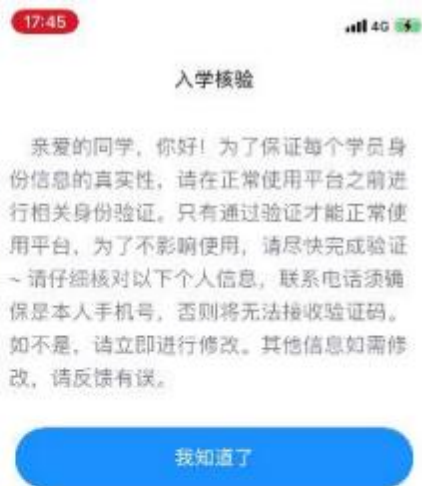 17:45
4G
入学核验
亲爱的同学，你好！为了保证每个学员身
份信息的真实性，请在正常使用平台之前进
行相关身份验证。只有通过验证才能正常使
用平台，为了不影响使用，请尽快完成验证
~请仔细核对以下个人信息，联系电话须确
保是本人手机号，否则将无法接收验证码。
如不是，请立即进行修改。其他信息如需修
改，请反馈有误。
我知道了